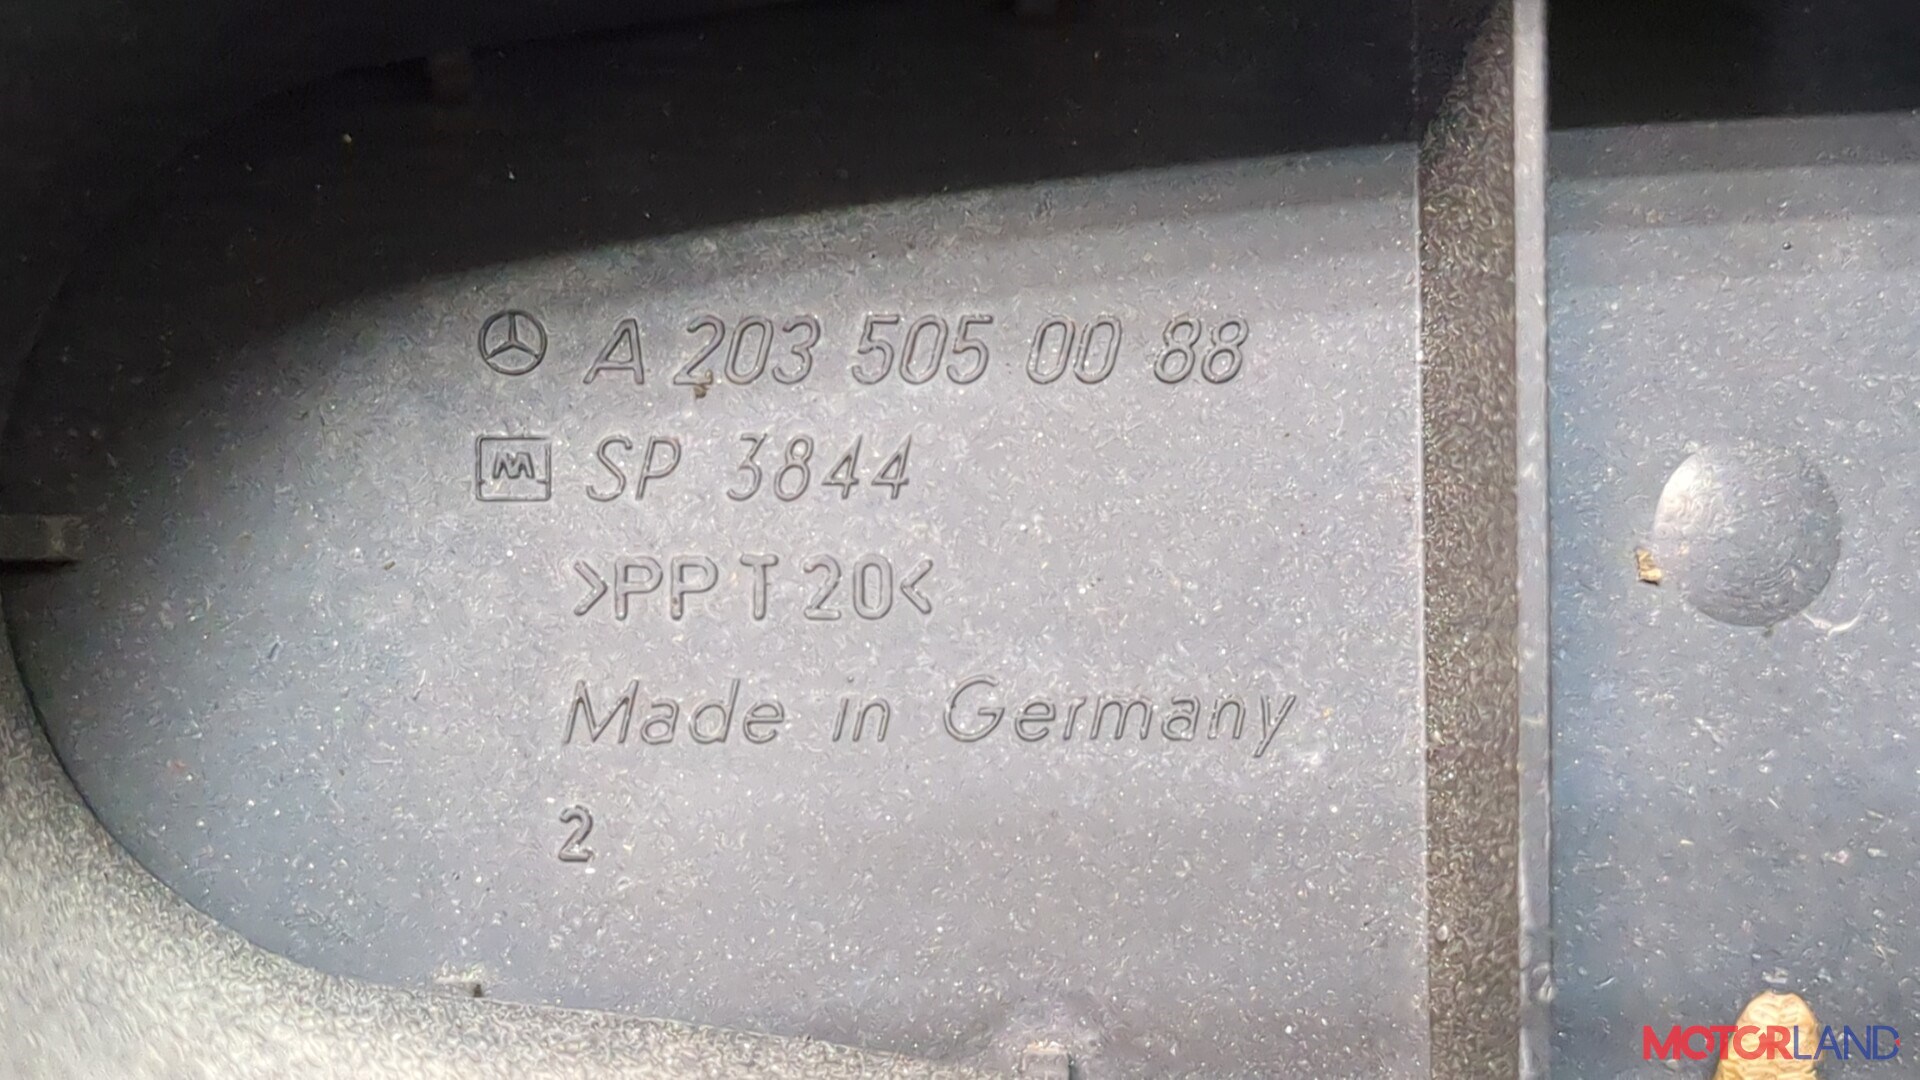 A 203 505 00 88
SP 3844
>PP T 20<
Made in Germany
2
MOTORLAND